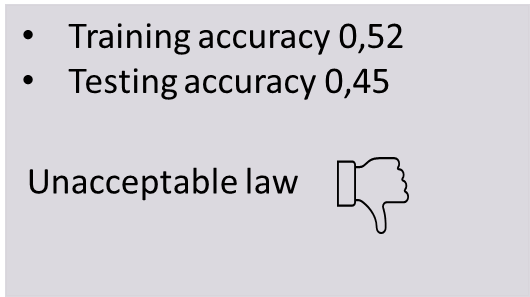 • Training accuracy 0,52
• Testing accuracy 0,45
Unacceptable law